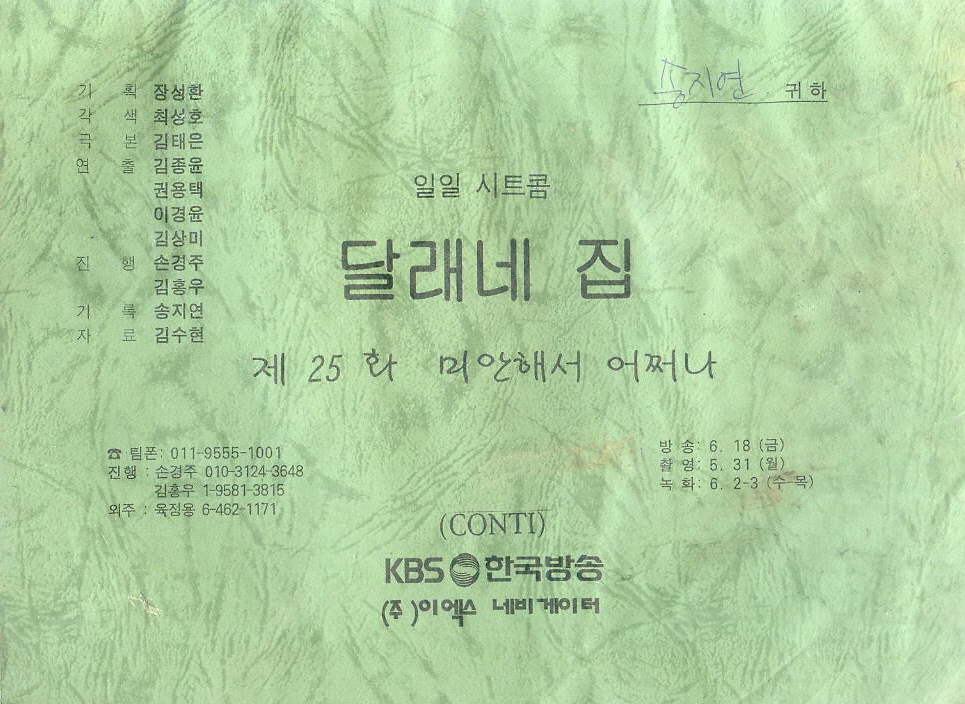 송지연 귀하
기 획 장성환
각 색 최성호
극 본 김태은
연 출 김종윤
권용택
이경윤
김상미
진 행 손경주
김홍우
기 록 송지연
자 료 김수현
일일 시트콤
달래네 집
제 25 화 미안해서 어쩌나
☎ 팀폰: 011-9555-1001
진행 : 손경주 010-3124-3648
김홍우 1-9581-3815
외주 : 육정용 6-462-1171
방 송: 6. 18 (금)
촬 영: 5. 31 (월)
녹 화: 6. 2-3 (수·목)
(CONTI)
KBS 한국방송
(주)이엑스 네비게이터